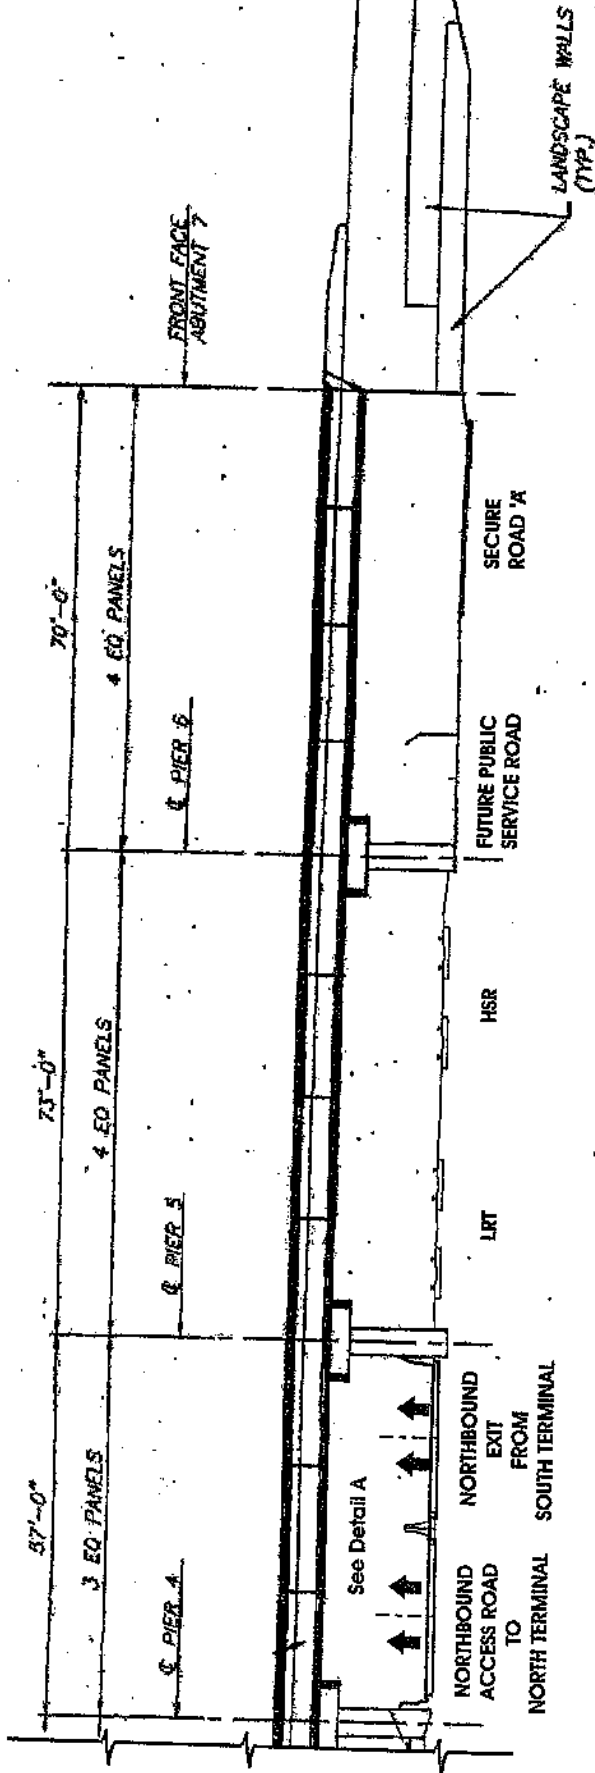 57'-0"
73'-0"
70'-0"
3 EQ PANELS
4 EQ PANELS
4 EQ PANELS
℄ PIER 4
℄ PIER 5
℄ PIER 6
FRONT FACE
ABUTMENT 7
See Detail A
NORTHBOUND
ACCESS ROAD
TO
NORTH TERMINAL
NORTHBOUND
EXIT
FROM
SOUTH TERMINAL
LRT
HSR
FUTURE PUBLIC
SERVICE ROAD
SECURE
ROAD 'A'
LANDSCAPE WALLS
(TYP.)